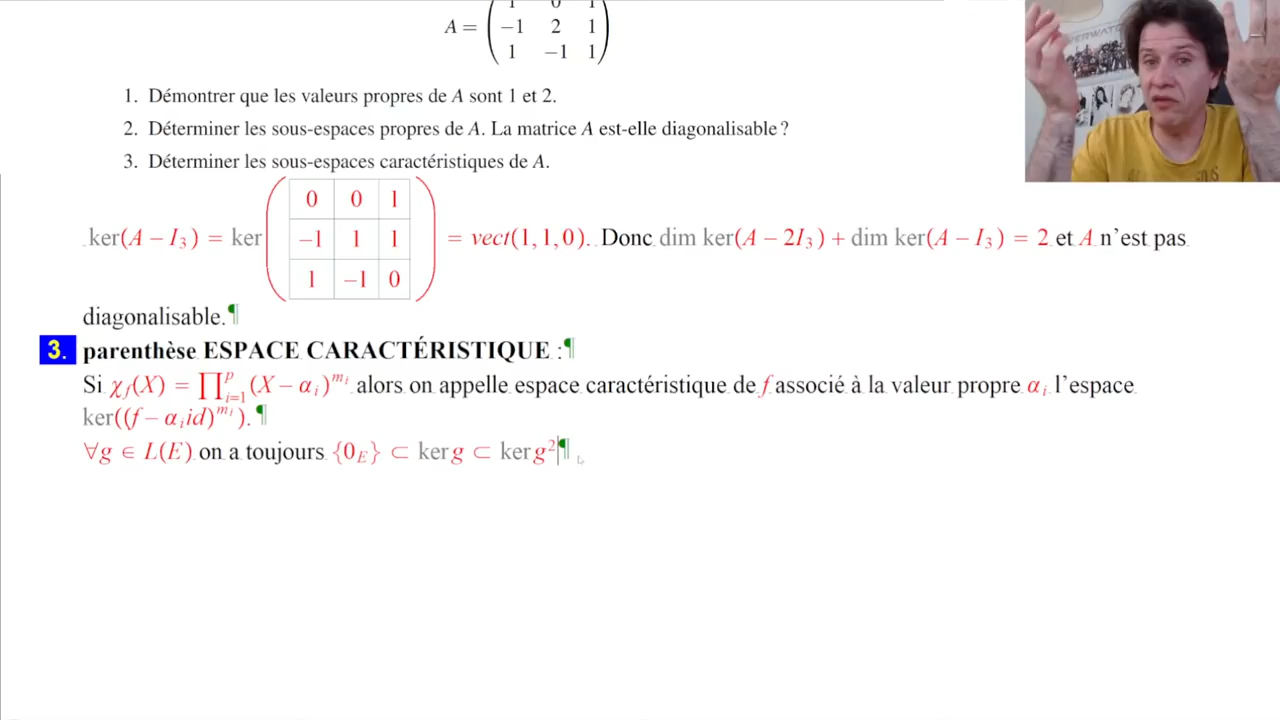 1 0 1
A = −1 2 1
1 −1 1
1. Démontrer que les valeurs propres de A sont 1 et 2.
2. Déterminer les sous-espaces propres de A. La matrice A est-elle diagonalisable ?
3. Déterminer les sous-espaces caractéristiques de A.
0 0 1
ker(A − I₃) = ker −1 1 1 = vect(1, 1, 0). Donc dim ker(A − 2I₃) + dim ker(A − I₃) = 2 et A n’est pas
1 −1 0
diagonalisable.¶
3. parenthèse ESPACE CARACTÉRISTIQUE :¶
Si χ_f(X) = ∏_{i=1}^{p}(X − α_i)^{m_i} alors on appelle espace caractéristique de f associé à la valeur propre α_i l’espace
ker((f − α_i id)^{m_i}).¶
∀g ∈ L(E) on a toujours {0_E} ⊂ ker g ⊂ ker g²¶